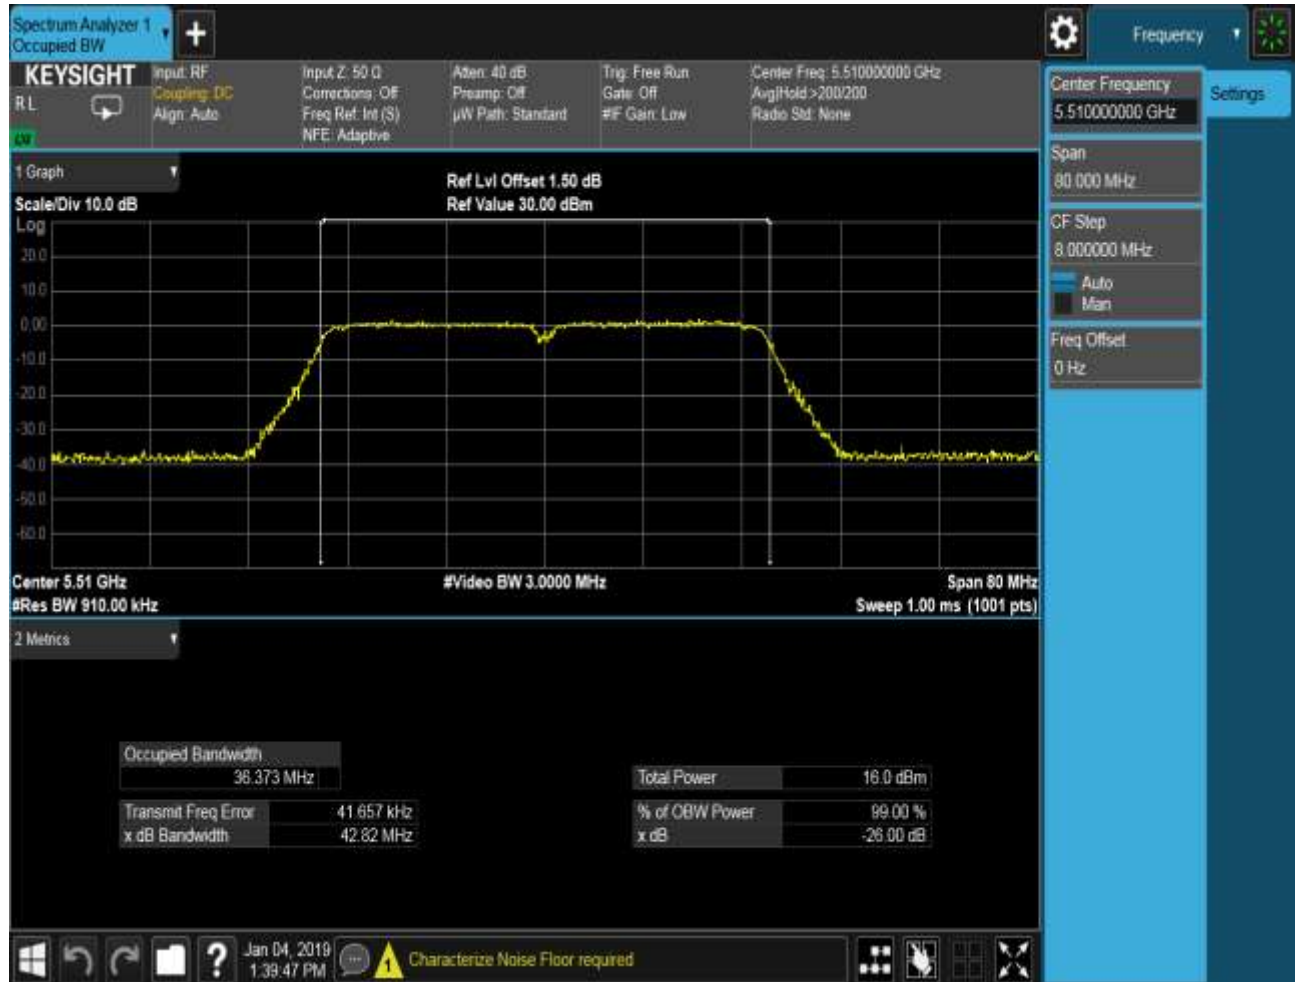 Spectrum Analyzer 1
Occupied BW
Frequency
KEYSIGHT
RL
Input: RF
Coupling: DC
Align: Auto
Input Z: 50 Ω
Corrections: Off
Freq Ref: Int (S)
NFE: Adaptive
Atten: 40 dB
Preamp: Off
µW Path: Standard
Trig: Free Run
Gate: Off
#IF Gain: Low
Center Freq: 5.510000000 GHz
Avg|Hold:>200/200
Radio Std: None
Center Frequency
5.510000000 GHz
Settings
Span
80.000 MHz
CF Step
8.000000 MHz
Auto
Man
Freq Offset
0 Hz
1 Graph
Scale/Div 10.0 dB
Ref Lvl Offset 1.50 dB
Ref Value 30.00 dBm
Log
20.0
10.0
0.00
-10.0
-20.0
-30.0
-40.0
-50.0
-60.0
Center 5.51 GHz
#Video BW 3.0000 MHz
Span 80 MHz
#Res BW 910.00 kHz
Sweep 1.00 ms (1001 pts)
2 Metrics
Occupied Bandwidth
36.373 MHz
Total Power 16.0 dBm
Transmit Freq Error 41.657 kHz
% of OBW Power 99.00 %
x dB Bandwidth 42.82 MHz
x dB -26.00 dB
?
Jan 04, 2019
1:39:47 PM
1
Characterize Noise Floor required